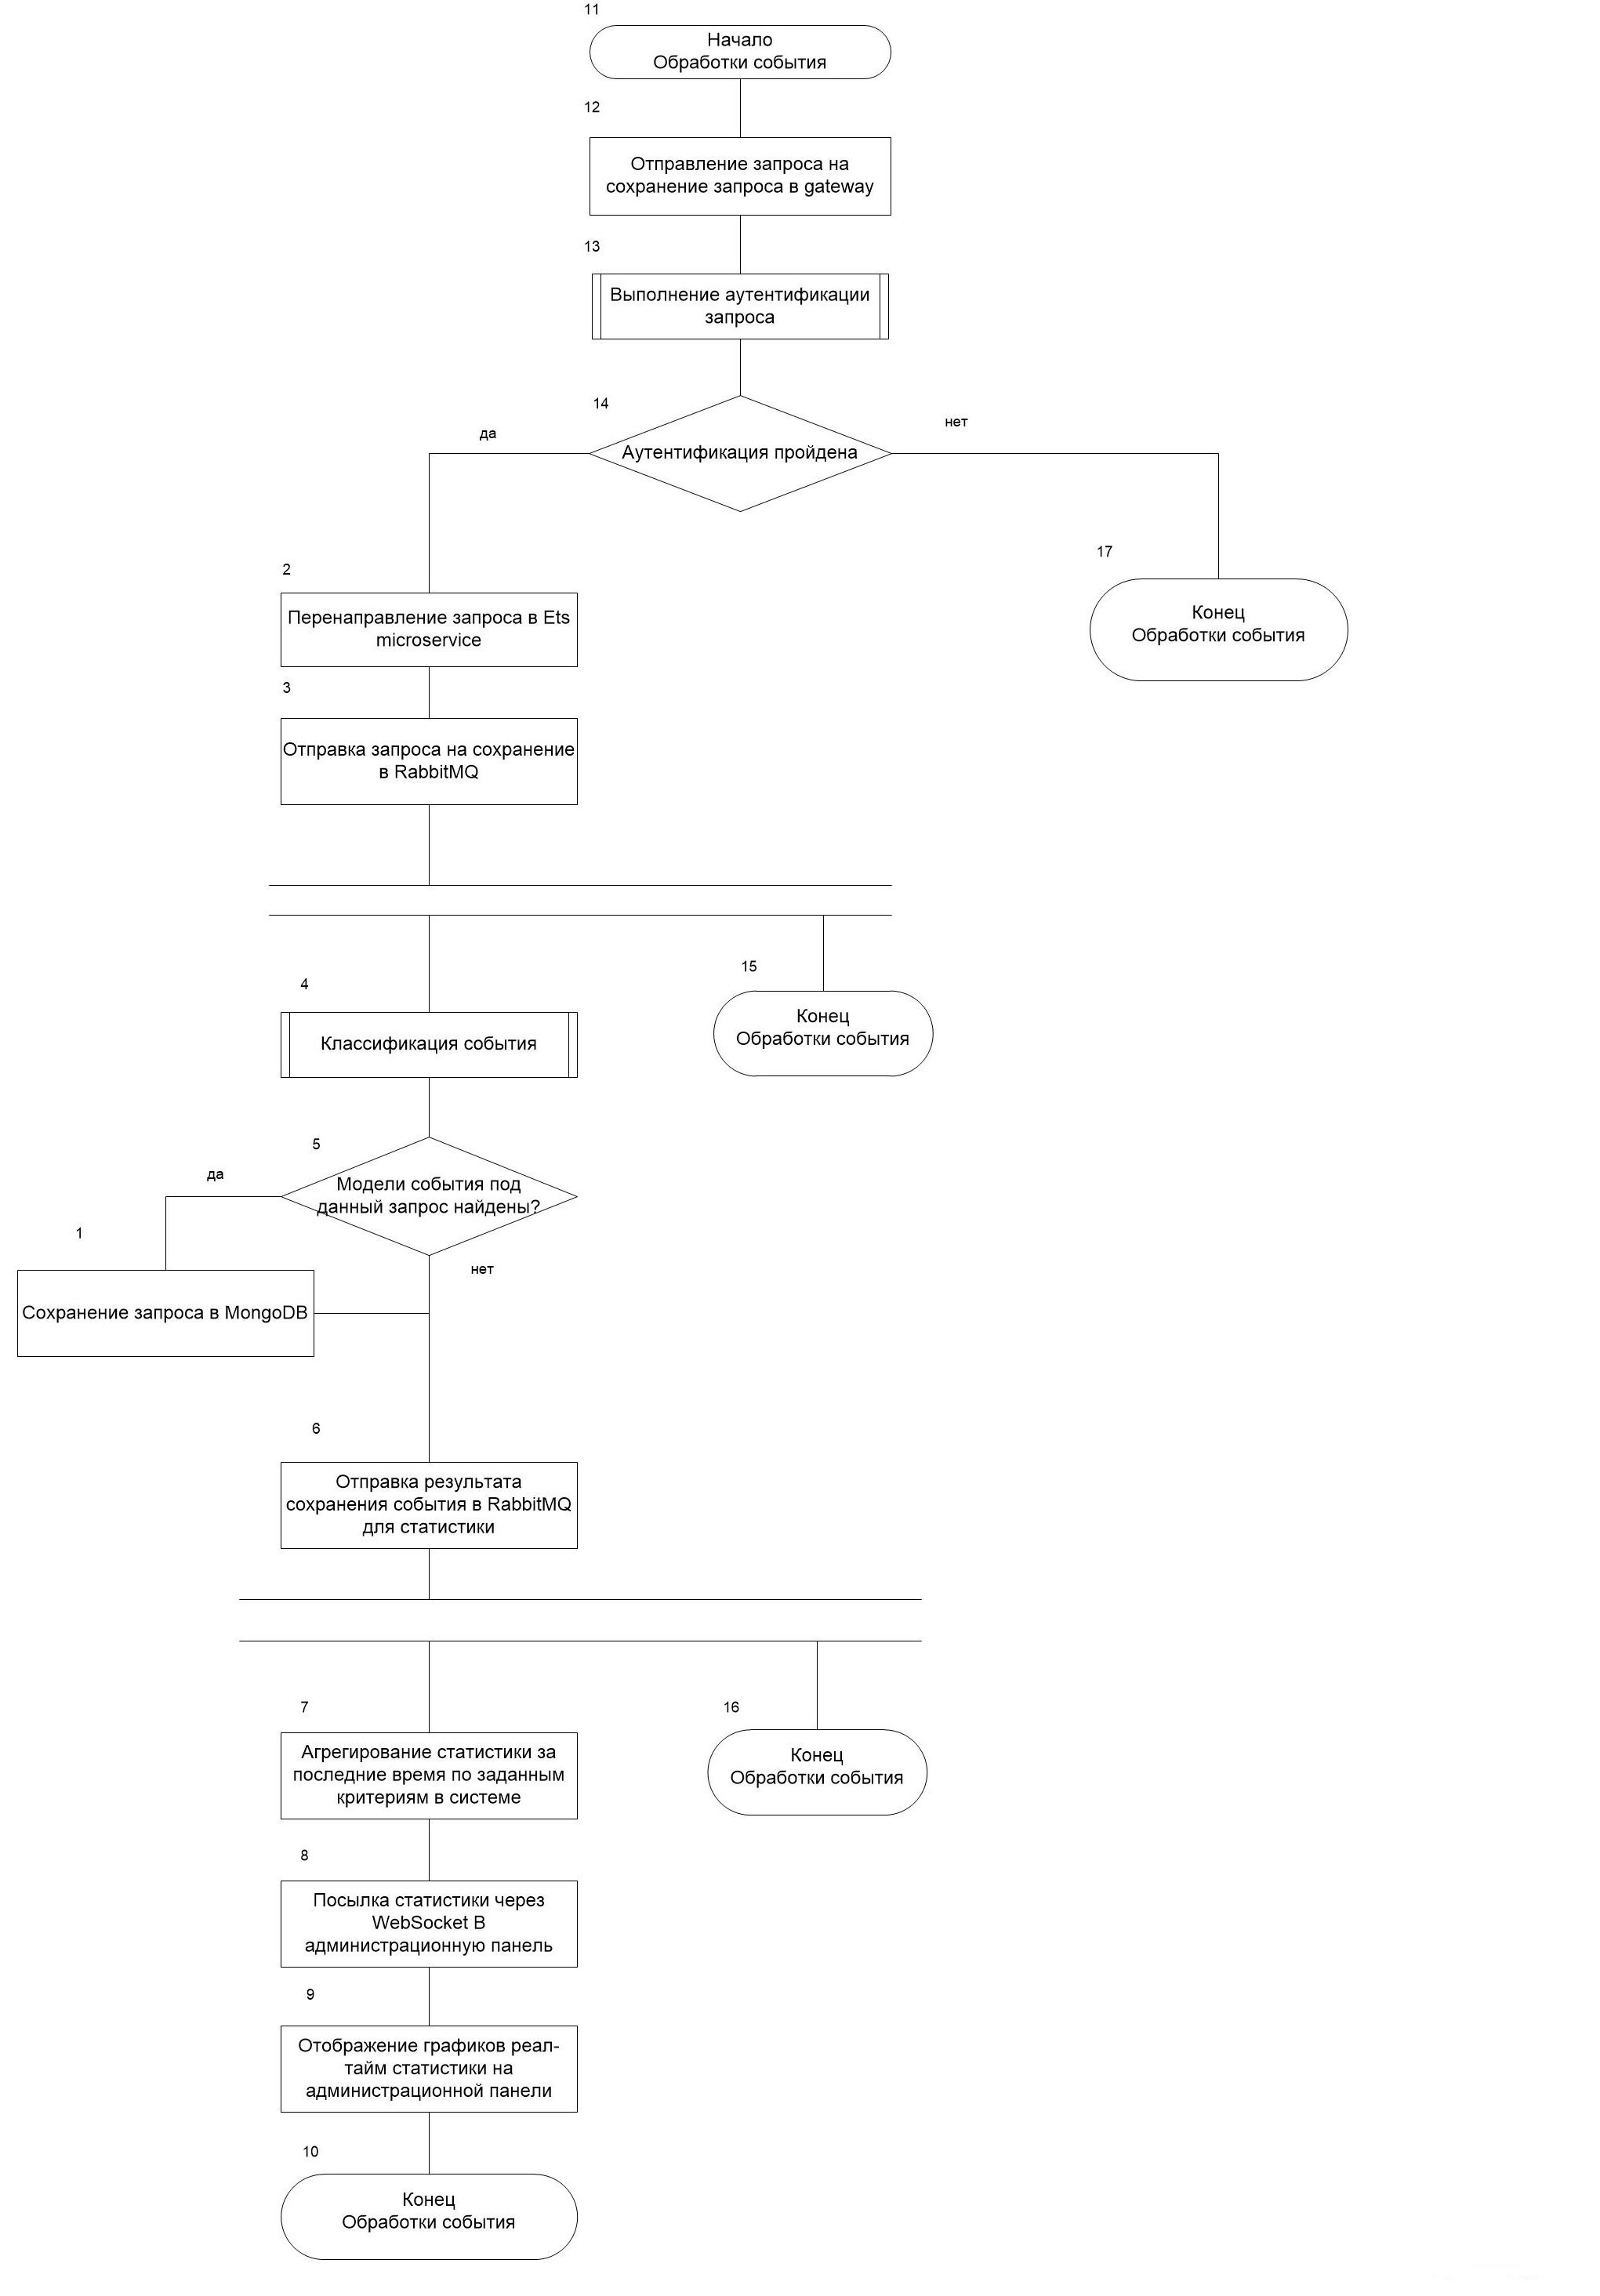 11
Начало
Обработки события
12
Отправление запроса на
сохранение запроса в gateway
13
Выполнение аутентификации
запроса
14
Аутентификация пройдена
да
нет
2
Перенаправление запроса в Ets
microservice
17
Конец
Обработки события
3
Отправка запроса на сохранение
в RabbitMQ
4
Классификация события
15
Конец
Обработки события
5
Модели события под
данный запрос найдены?
да
нет
1
Сохранение запроса в MongoDB
6
Отправка результата
сохранения события в RabbitMQ
для статистики
7
Агрегирование статистики за
последние время по заданным
критериям в системе
16
Конец
Обработки события
8
Посылка статистики через
WebSocket В
администрационную панель
9
Отображение графиков реал-
тайм статистики на
администрационной панели
10
Конец
Обработки события